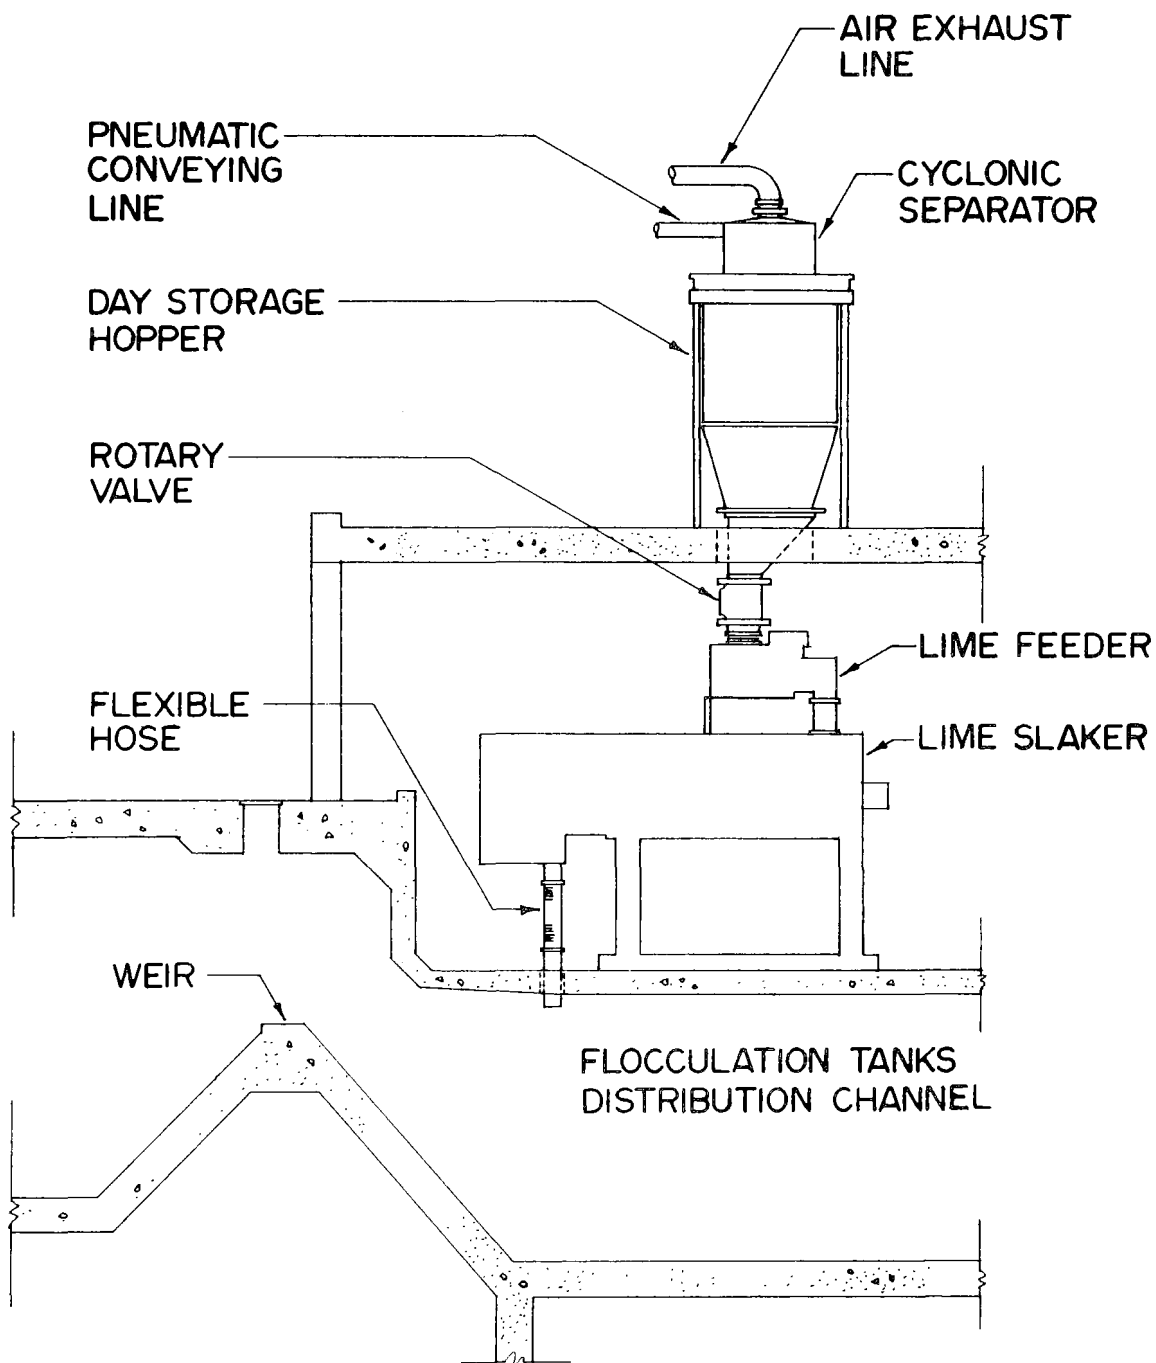 AIR EXHAUST
LINE
PNEUMATIC
CONVEYING
LINE
CYCLONIC
SEPARATOR
DAY STORAGE
HOPPER
ROTARY
VALVE
LIME FEEDER
FLEXIBLE
HOSE
LIME SLAKER
WEIR
FLOCCULATION TANKS
DISTRIBUTION CHANNEL